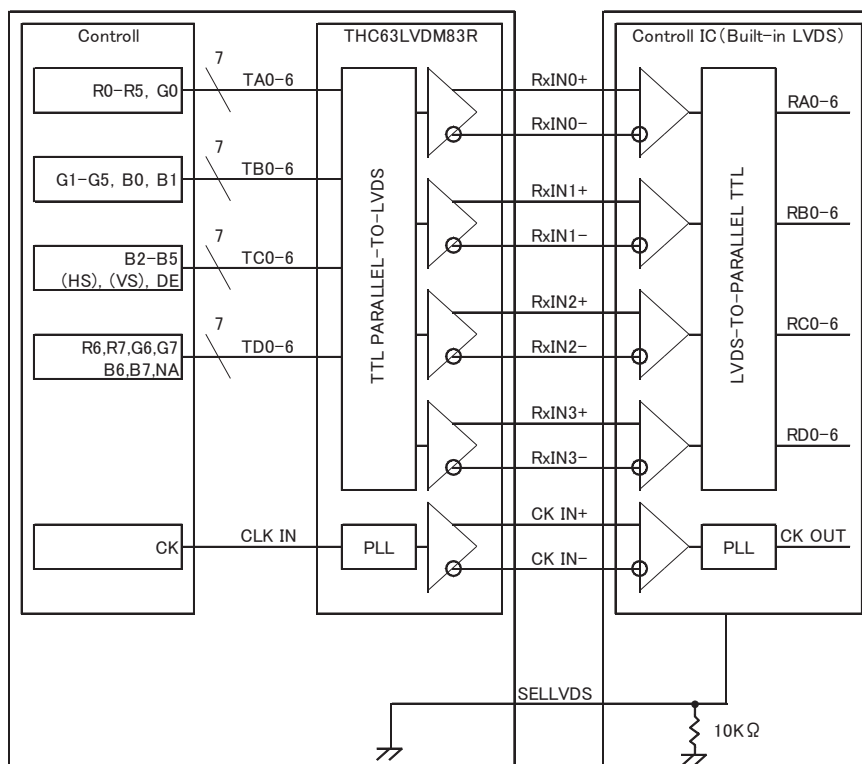 Controll
THC63LVDM83R
Controll IC(Built-in LVDS)
7
R0-R5, G0
TA0-6
RxIN0+
RxIN0-
RA0-6
7
G1-G5, B0, B1
TB0-6
RxIN1+
RxIN1-
RB0-6
B2-B5
(HS), (VS), DE
7
TC0-6
RxIN2+
RxIN2-
RC0-6
R6,R7,G6,G7
B6,B7,NA
7
TD0-6
RxIN3+
RxIN3-
RD0-6
TTL PARALLEL-TO-LVDS
LVDS-TO-PARALLEL TTL
CK
CLK IN
PLL
CK IN+
CK IN-
PLL
CK OUT
SELLVDS
10KΩ